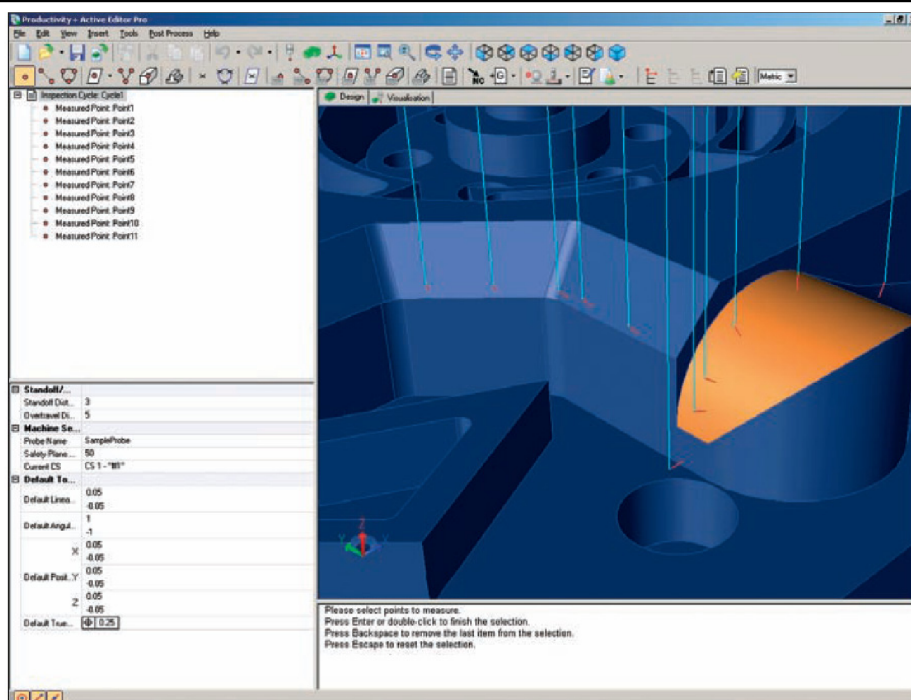 Productivity+ Active Editor Pro
File Edit View Insert Tools Post Process Help
Metric
Inspection Cycle: Cycle1
Measured Point: Point1
Measured Point: Point2
Measured Point: Point3
Measured Point: Point4
Measured Point: Point5
Measured Point: Point6
Measured Point: Point7
Measured Point: Point8
Measured Point: Point9
Measured Point: Point10
Measured Point: Point11
Design Visualisation
Standoff/...
Standoff Dist... 3
Overtravel Di... 5
Machine Se...
Probe Name SampleProbe
Safety Plane... 50
Current CS
Default To...
Default Linea... 0.05
-0.05
Default Angul... 1
-1
X 0.05
-0.05
Default Posit... Y 0.05
-0.05
Z 0.05
-0.05
Default True... 0.25
Z
Please select points to measure.
Press Enter or double-click to finish the selection.
Press Backspace to remove the last item from the selection.
Press Escape to reset the selection.